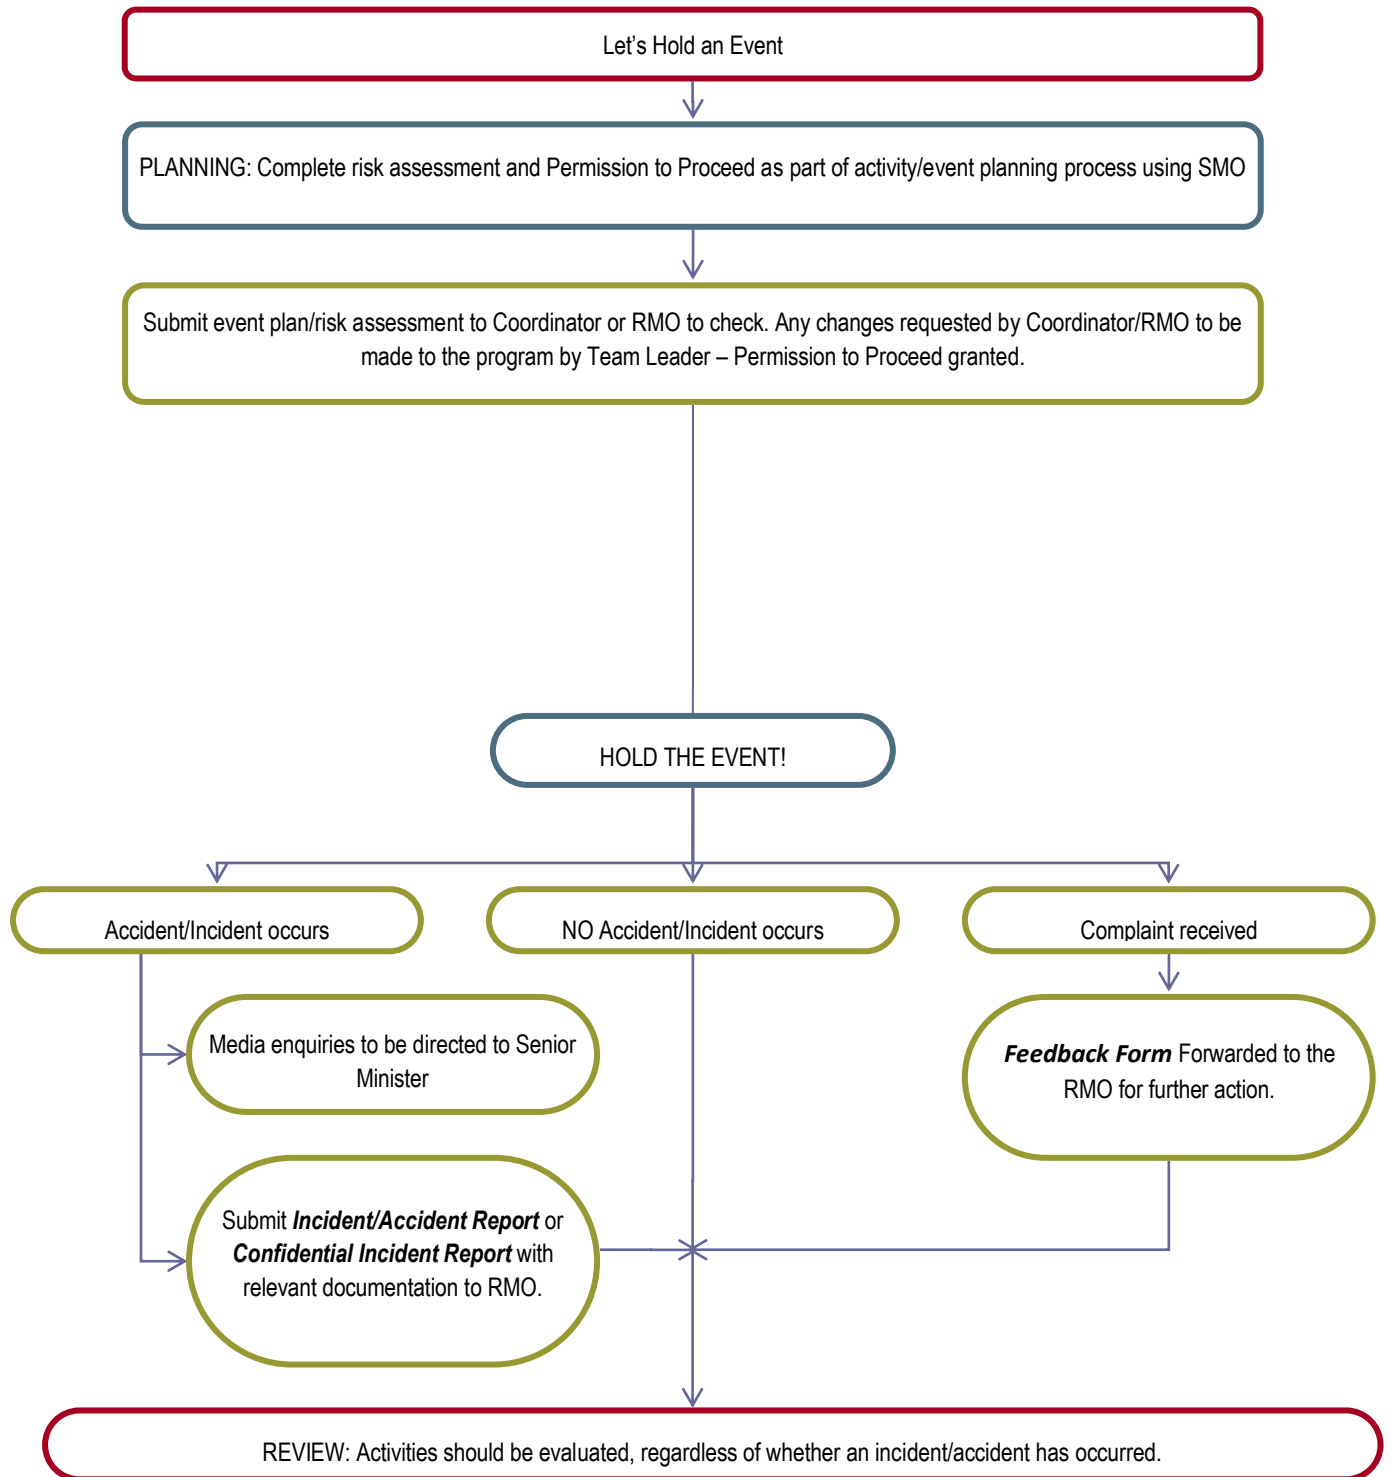 Let’s Hold an Event
PLANNING: Complete risk assessment and Permission to Proceed as part of activity/event planning process using SMO
Submit event plan/risk assessment to Coordinator or RMO to check. Any changes requested by Coordinator/RMO to be
made to the program by Team Leader – Permission to Proceed granted.
HOLD THE EVENT!
Accident/Incident occurs
NO Accident/Incident occurs
Complaint received
Media enquiries to be directed to Senior
Minister
Feedback Form Forwarded to the
RMO for further action.
Submit Incident/Accident Report or
Confidential Incident Report with
relevant documentation to RMO.
REVIEW: Activities should be evaluated, regardless of whether an incident/accident has occurred.